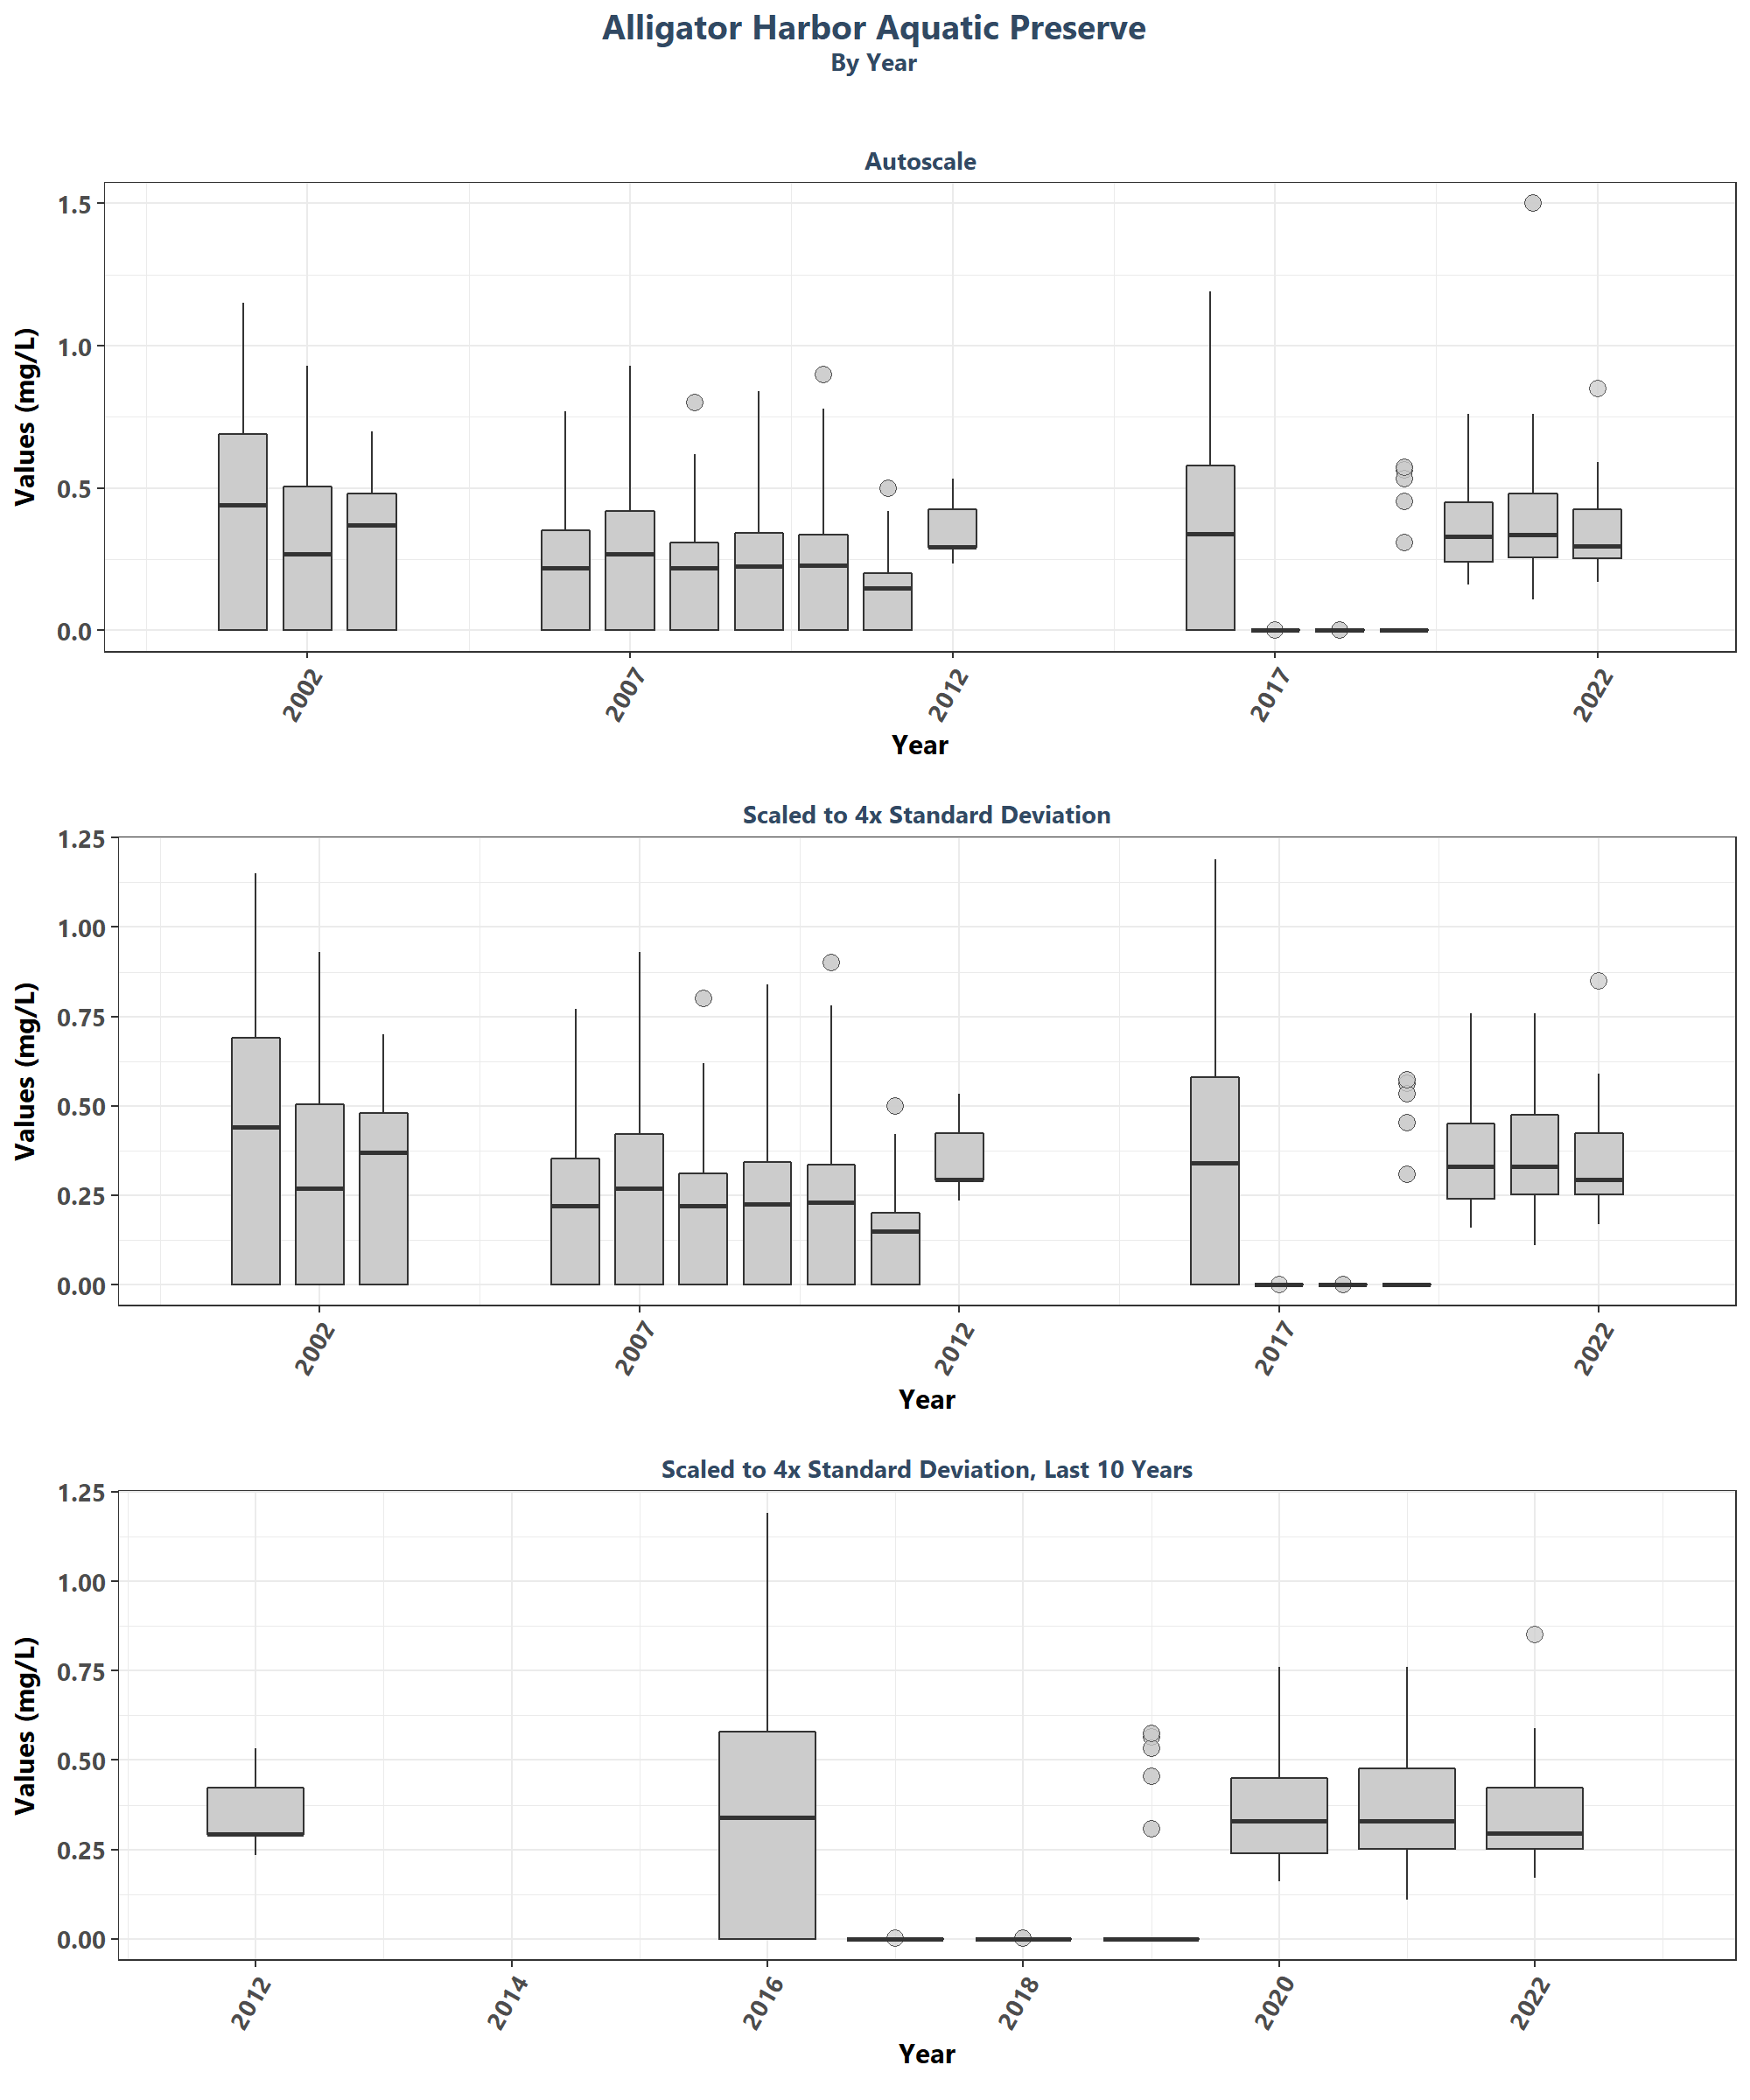 Alligator Harbor Aquatic Preserve
By Year
Autoscale
Values (mg/L)
1.5
1.0
0.5
0.0
2002
2007
2012
2017
2022
Year
Scaled to 4x Standard Deviation
Values (mg/L)
1.25
1.00
0.75
0.50
0.25
0.00
2002
2007
2012
2017
2022
Year
Scaled to 4x Standard Deviation, Last 10 Years
Values (mg/L)
1.25
1.00
0.75
0.50
0.25
0.00
2012
2014
2016
2018
2020
2022
Year